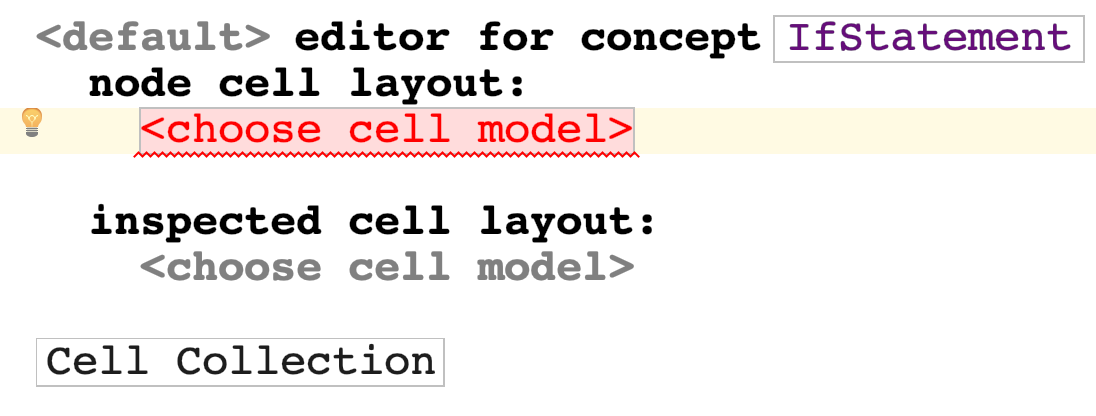 <default> editor for concept IfStatement
node cell layout:
<choose cell model>
inspected cell layout:
<choose cell model>
Cell Collection